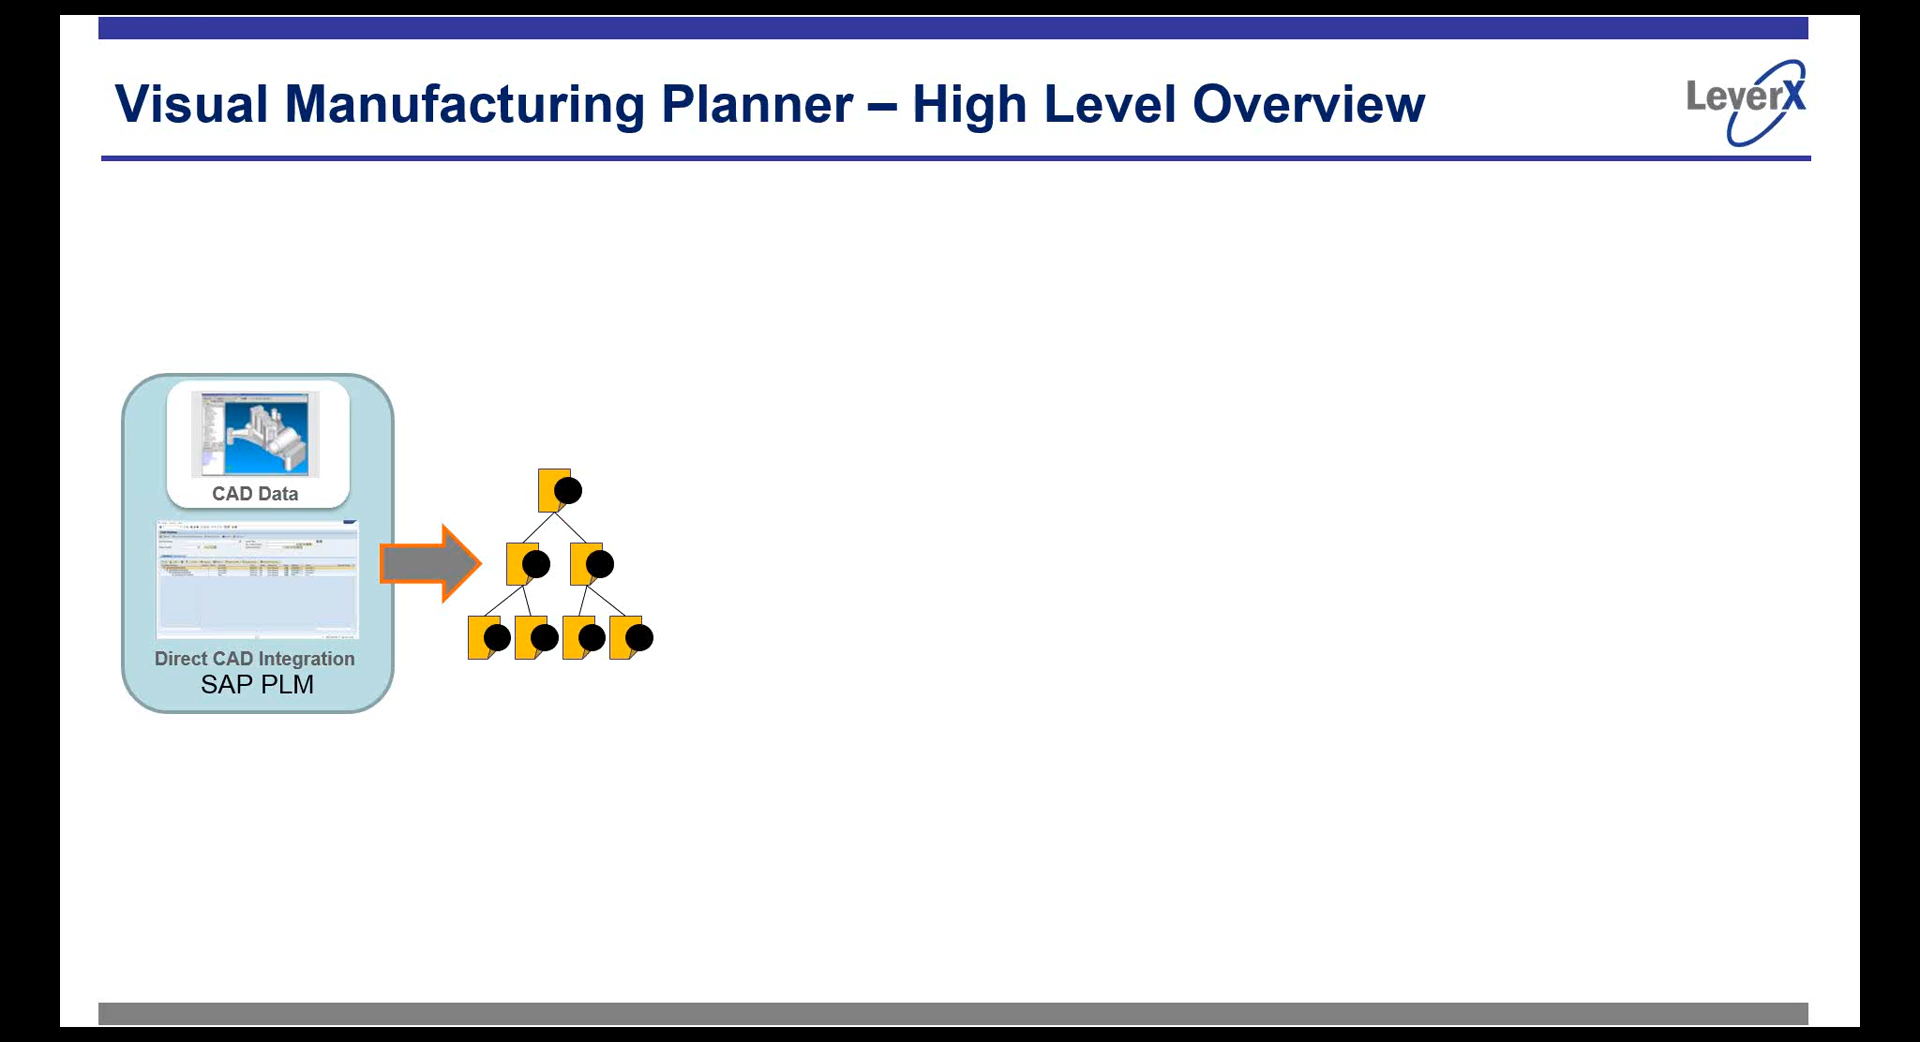 Visual Manufacturing Planner – High Level Overview
LeverX
CAD Data
Direct CAD Integration
SAP PLM